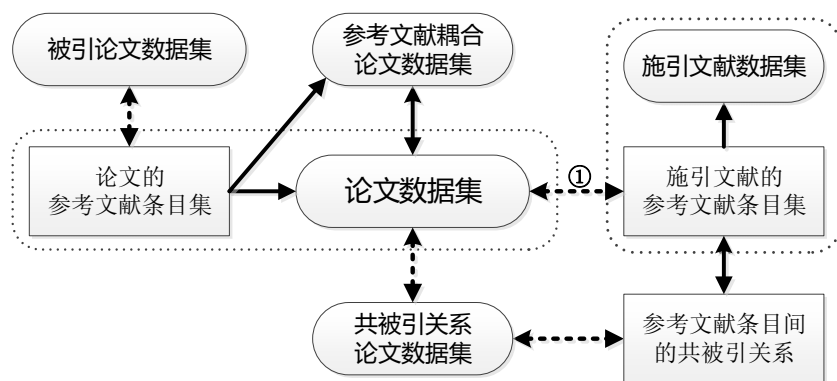 被引论文数据集
参考文献耦合
论文数据集
施引文献数据集
论文的
参考文献条目集
论文数据集
①
施引文献的
参考文献条目集
共被引关系
论文数据集
参考文献条目间
的共被引关系